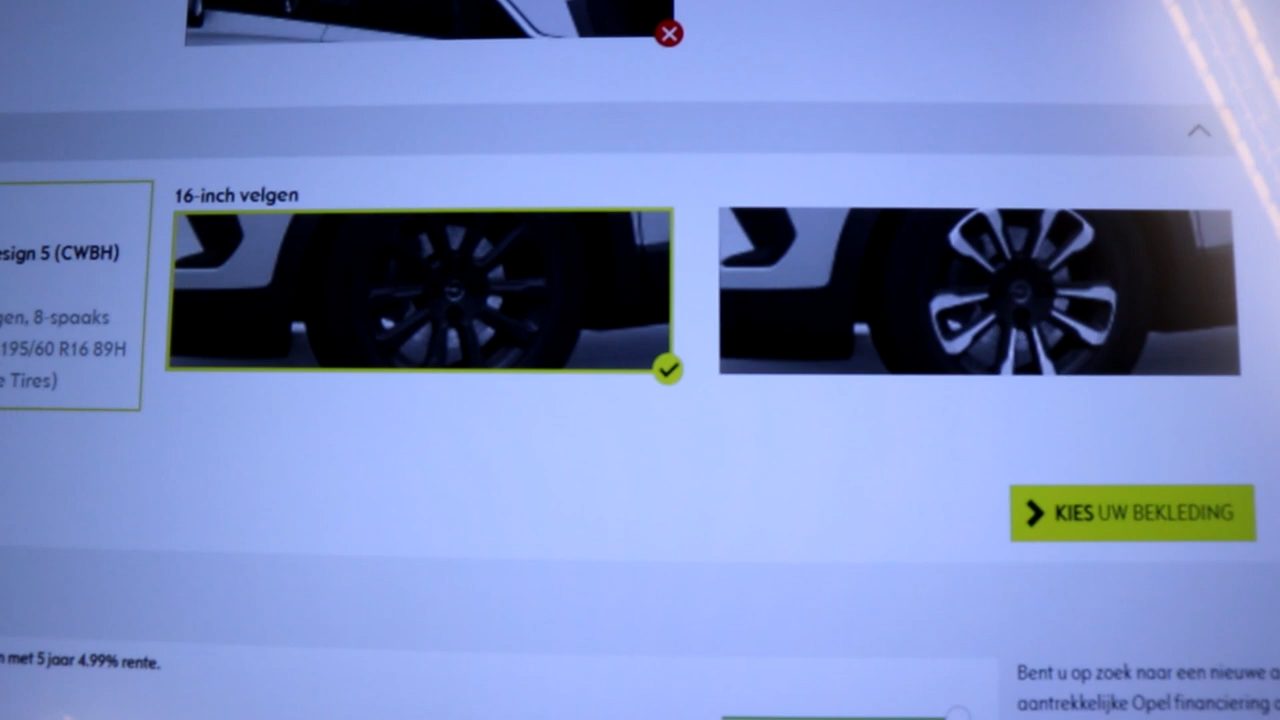 16-inch velgen
esign 5 (CWBH)
gen, 8-spaaks
195/60 R16 89H
e Tires)
KIES UW BEKLEDING
n met 5 jaar 4.99% rente.
Bent u op zoek naar een nieuwe a
aantrekkelijke Opel financiering